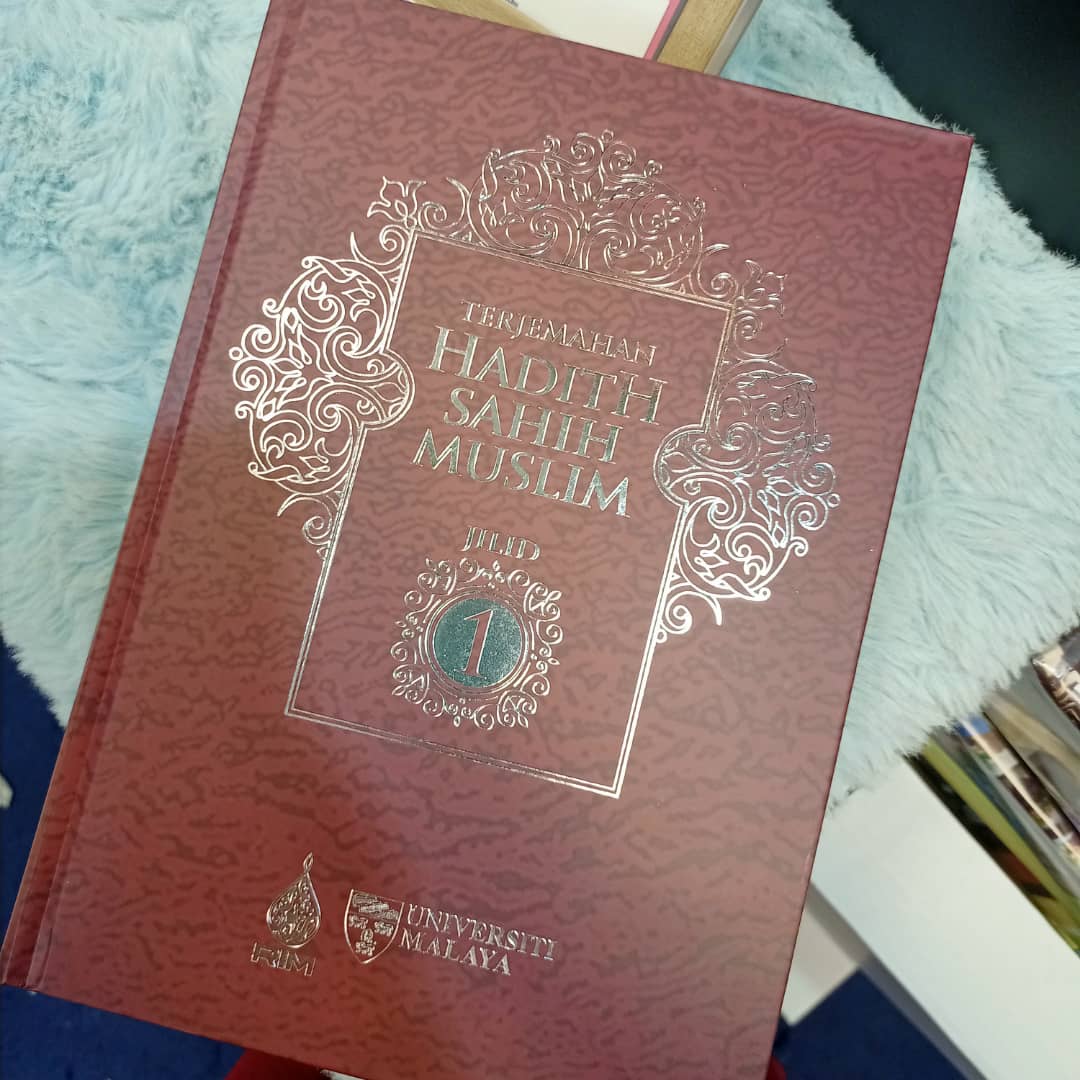 TERJEMAHAN
HADITH
SAHIH
MUSLIM
JILID
1
UNIVERSITI
MALAYA